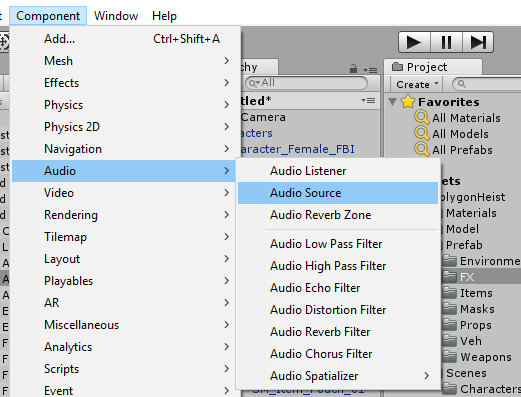 Component Window Help
Add... Ctrl+Shift+A
Mesh
Effects
Physics
Physics 2D
Navigation
Audio
Video
Rendering
Tilemap
Layout
Playables
AR
Miscellaneous
Analytics
Scripts
Event
Audio Listener
Audio Source
Audio Reverb Zone
Audio Low Pass Filter
Audio High Pass Filter
Audio Echo Filter
Audio Distortion Filter
Audio Reverb Filter
Audio Chorus Filter
Audio Spatializer
chy
All
tled*
Camera
acters
aracter_Female_FBI
Project
Create
Favorites
All Materials
All Models
All Prefabs
ets
olygonHeist
Materials
Model
Prefab
Environme
FX
Items
Masks
Props
Veh
Weapons
Scenes
Characters